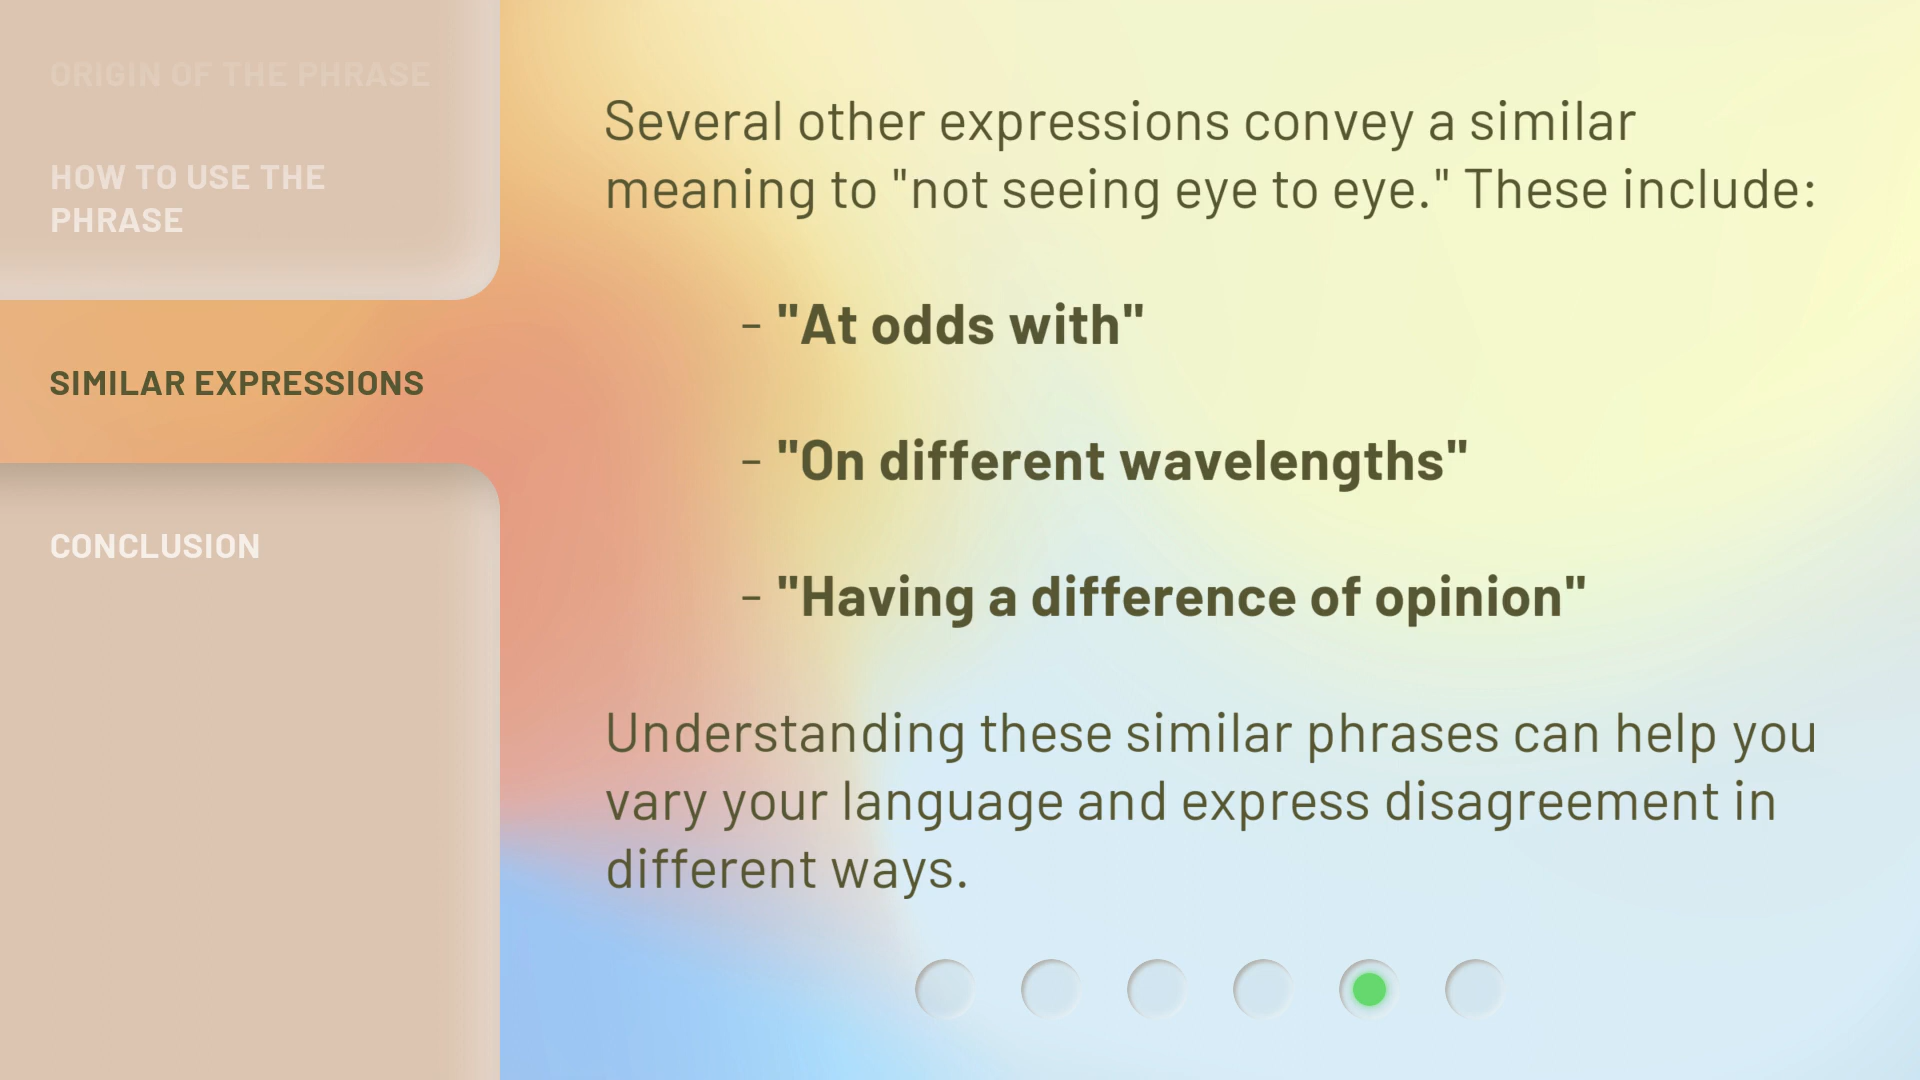 ORIGIN OF THE PHRASE
HOW TO USE THE
PHRASE
SIMILAR EXPRESSIONS
CONCLUSION
Several other expressions convey a similar
meaning to "not seeing eye to eye." These include:
- "At odds with"
- "On different wavelengths"
- "Having a difference of opinion"
Understanding these similar phrases can help you
vary your language and express disagreement in
different ways.